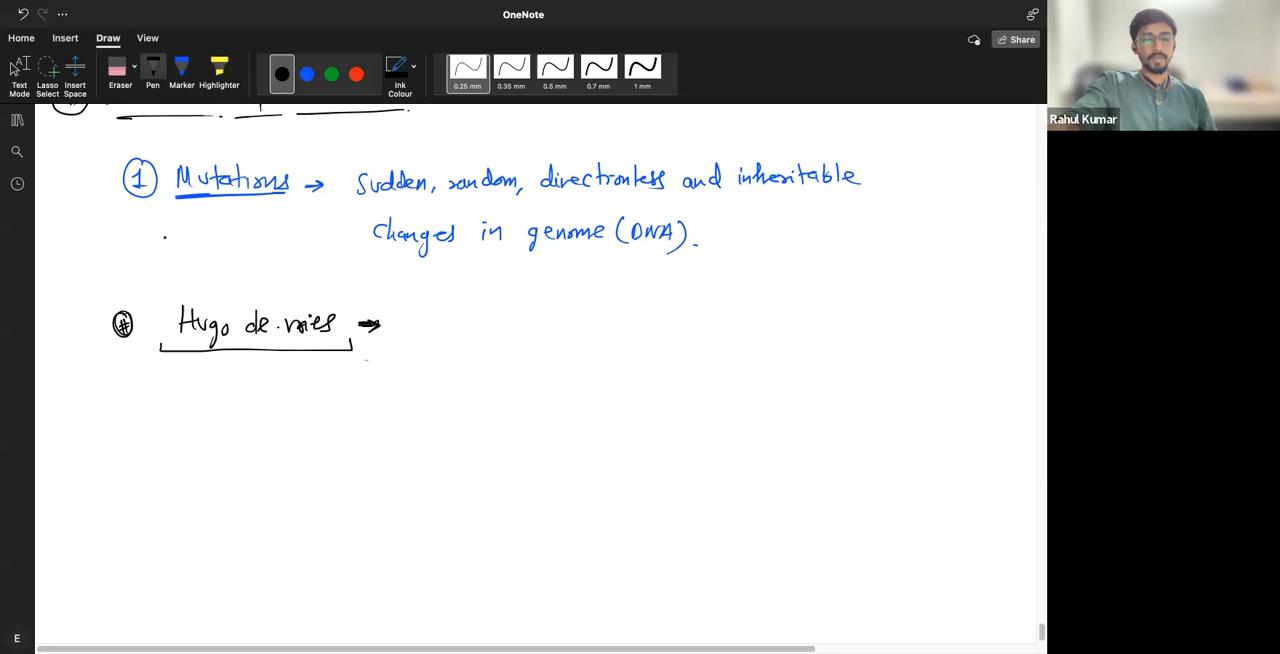 OneNote
Home Insert Draw View
Share
Text Mode Lasso Select Insert Space Eraser Pen Marker Highlighter Ink Colour 0.25 mm 0.35 mm 0.5 mm 0.7 mm 1 mm
Rahul Kumar
① Mutations → Sudden, random, directionless and inheritable
changes in genome (DNA).
# Hugo de vries →
E